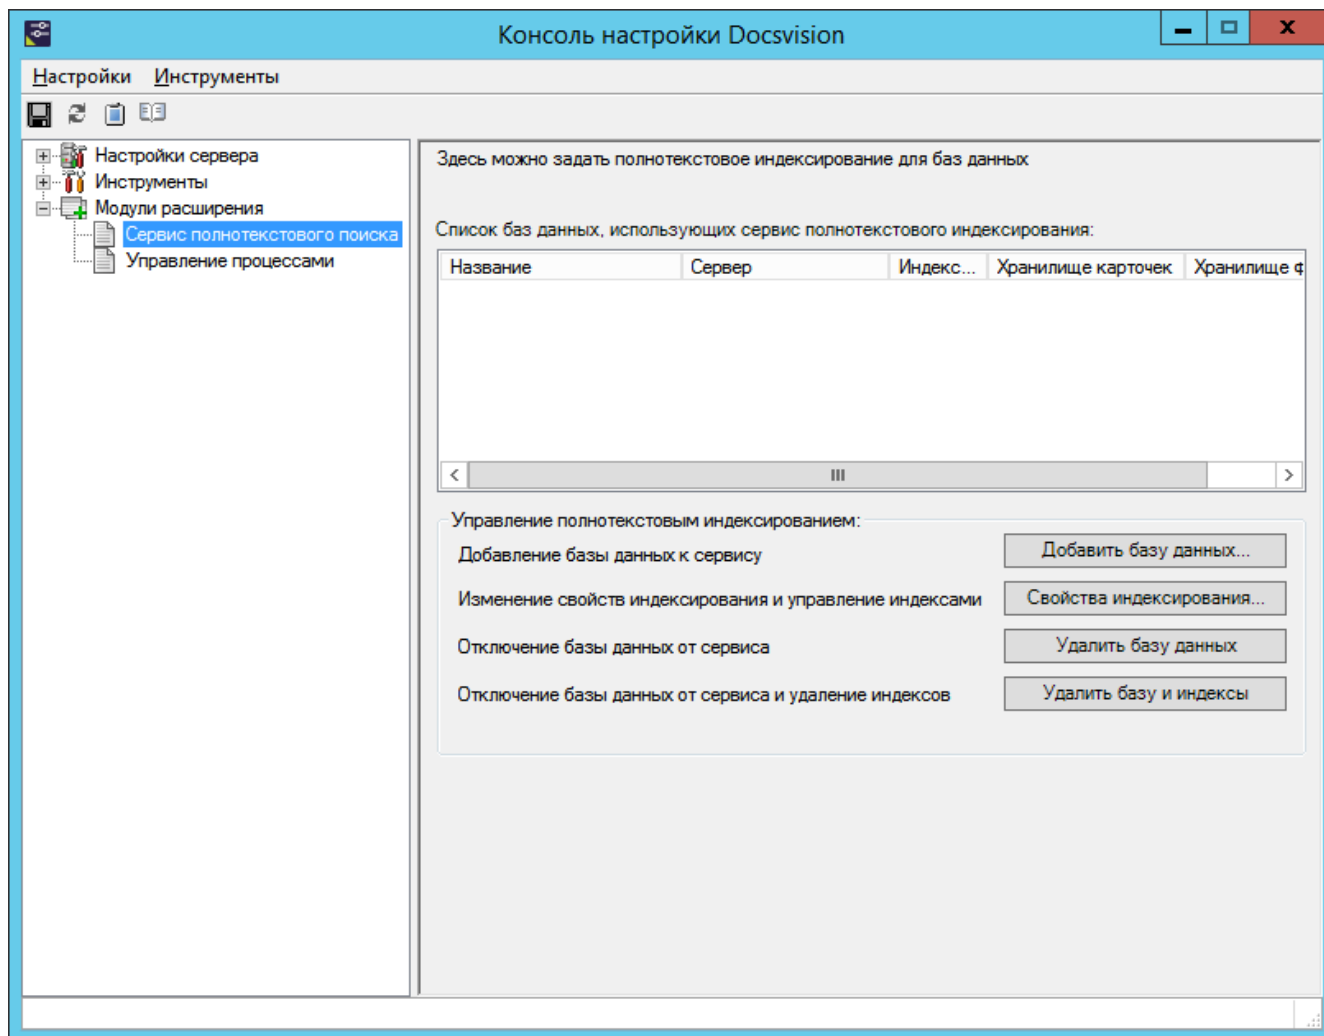 Консоль настройки Docsvision
Настройки Инструменты
Настройки сервера
Инструменты
Модули расширения
Сервис полнотекстового поиска
Управление процессами
Здесь можно задать полнотекстовое индексирование для баз данных
Список баз данных, использующих сервис полнотекстового индексирования:
Название Сервер Индекс... Хранилище карточек Хранилище ф
Управление полнотекстовым индексированием:
Добавление базы данных к сервису Добавить базу данных...
Изменение свойств индексирования и управление индексами Свойства индексирования...
Отключение базы данных от сервиса Удалить базу данных
Отключение базы данных от сервиса и удаление индексов Удалить базу и индексы